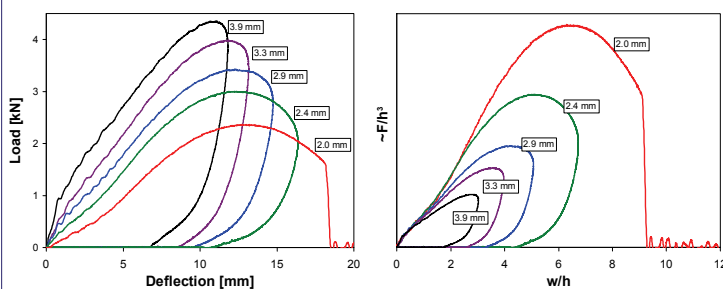 Load [kN]
4
3
2
1
0
0
5
10
15
20
Deflection [mm]
3.9 mm
3.3 mm
2.9 mm
2.4 mm
2.0 mm
~F/h³
0
2
4
6
8
10
12
w/h
2.0 mm
2.4 mm
2.9 mm
3.3 mm
3.9 mm